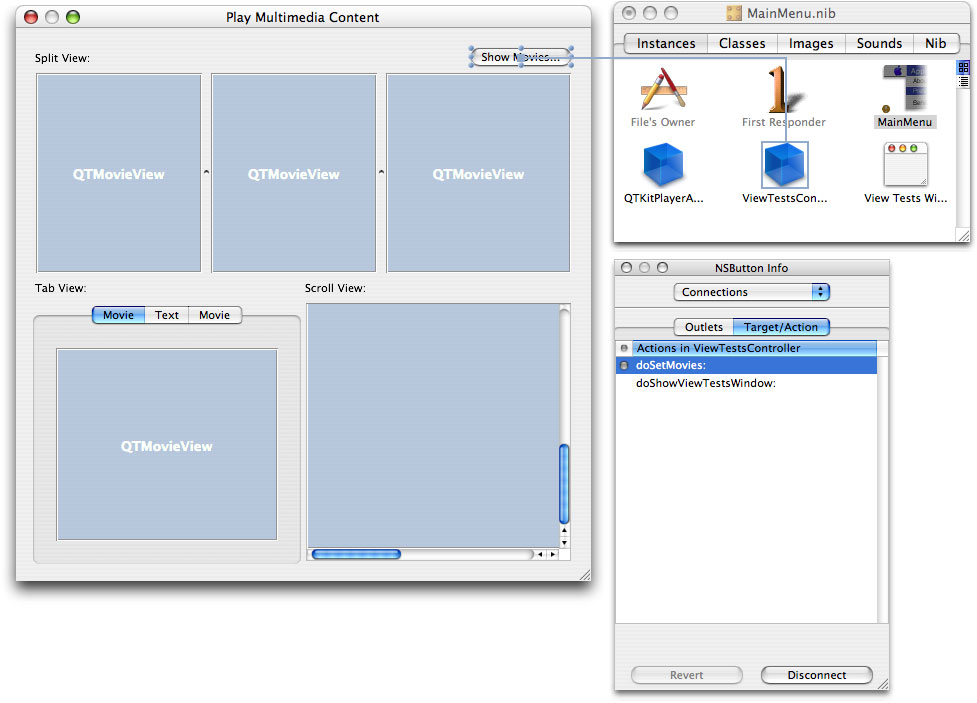 Play Multimedia Content
Split View:
Show Movies...
QTMovieView
QTMovieView
QTMovieView
Tab View:
Scroll View:
Movie Text Movie
QTMovieView
MainMenu.nib
Instances Classes Images Sounds Nib
File's Owner
First Responder
MainMenu
QTKitPlayerA...
ViewTestsCon...
View Tests Wi...
NSButton Info
Connections
Outlets Target/Action
Actions in ViewTestsController
doSetMovies:
doShowViewTestsWindow:
Revert Disconnect